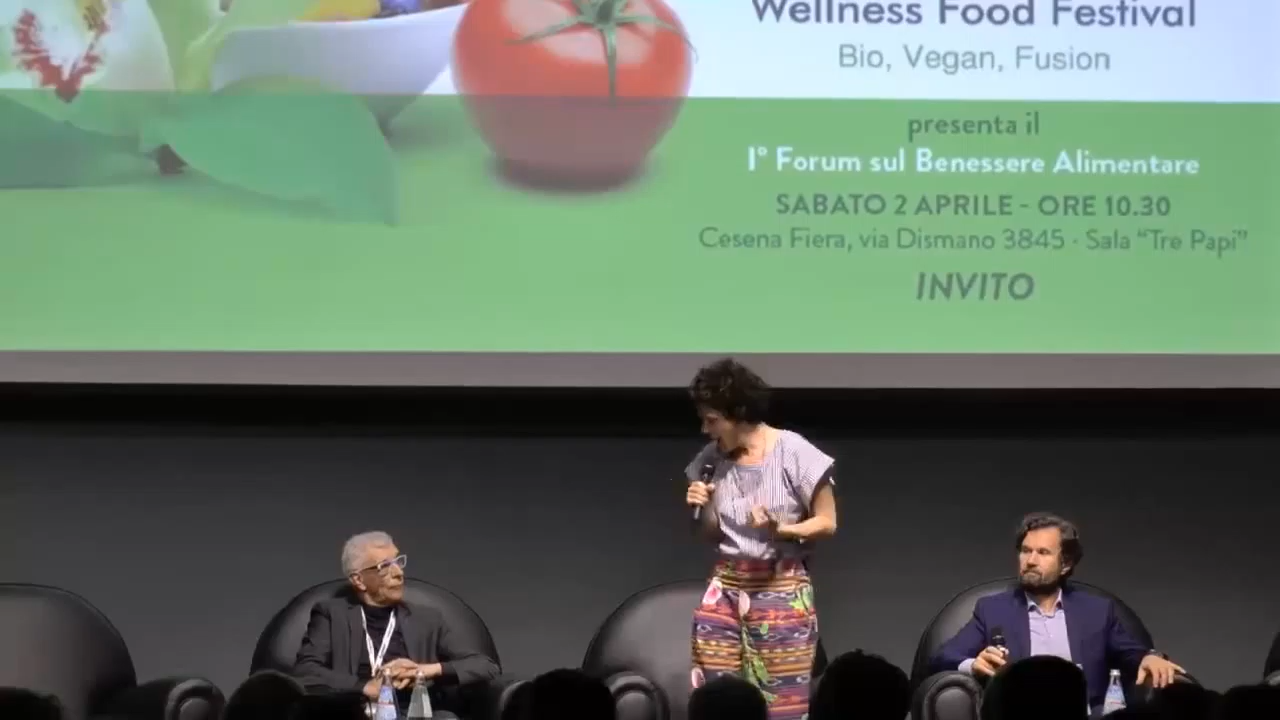 Wellness Food Festival
Bio, Vegan, Fusion
presenta il
1° Forum sul Benessere Alimentare
SABATO 2 APRILE - ORE 10.30
Cesena Fiera, via Dismano 3845 · Sala "Tre Papi"
INVITO